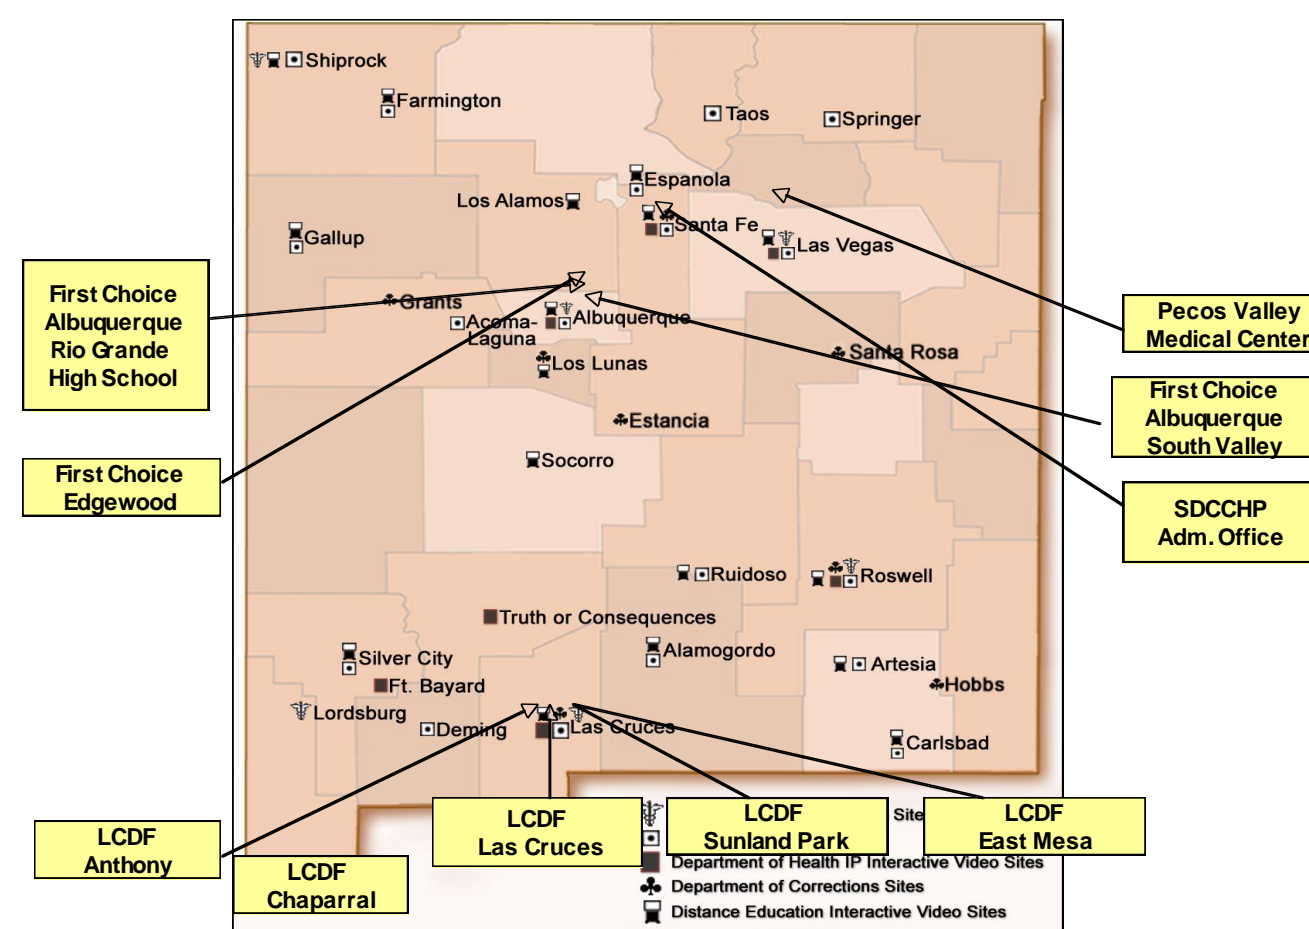 Shiprock
Farmington
Taos
Springer
Espanola
Los Alamos
Santa Fe
Gallup
Las Vegas
First Choice
Albuquerque
Rio Grande
High School
Grants
Acoma-
Laguna
Albuquerque
Pecos Valley
Medical Center
Los Lunas
Santa Rosa
First Choice
Albuquerque
South Valley
Estancia
First Choice
Edgewood
Socorro
SDCCHP
Adm. Office
Ruidoso
Roswell
Truth or Consequences
Silver City
Alamogordo
Artesia
Ft. Bayard
Hobbs
Lordsburg
Deming
Las Cruces
Carlsbad
LCDF
Anthony
LCDF
Chaparral
LCDF
Las Cruces
LCDF
Sunland Park
LCDF
East Mesa
Site
Department of Health IP Interactive Video Sites
Department of Corrections Sites
Distance Education Interactive Video Sites